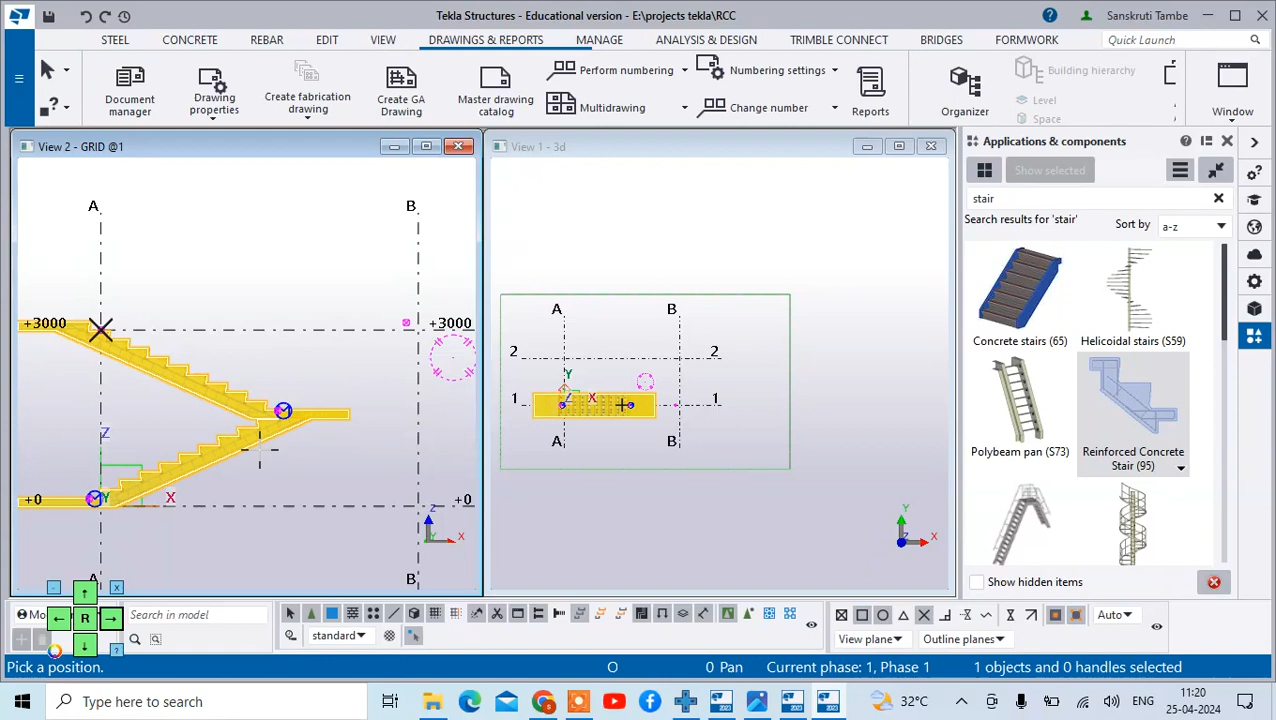 Tekla Structures - Educational version - E:\projects tekla\RCC
Sanskruti Tambe
STEEL CONCRETE REBAR EDIT VIEW DRAWINGS & REPORTS MANAGE ANALYSIS & DESIGN TRIMBLE CONNECT BRIDGES FORMWORK Quick Launch
Document manager
Drawing properties
Create fabrication drawing
Create GA Drawing
Master drawing catalog
Perform numbering
Multidrawing
Numbering settings
Change number
Reports
Organizer
Building hierarchy
Level
Space
Window
View 2 - GRID @1
A B
+3000 +3000
Z
+0 Y X +0
A B
Z
Y X
View 1 - 3d
A B
2 2
Y
1 Z X 1
A B
Y
X
Applications & components
Show selected
stair
Search results for 'stair'
Sort by a-z
Concrete stairs (65)
Helicoidal stairs (S59)
Polybeam pan (S73)
Reinforced Concrete Stair (95)
Show hidden items
- x
← R → ↑ ↓ ?
Mo
Search in model
standard
Auto
View plane
Outline planes
Pick a position.
O
0 Pan
Current phase: 1, Phase 1
1 objects and 0 handles selected
Type here to search
32°C
ENG
11:20
25-04-2024